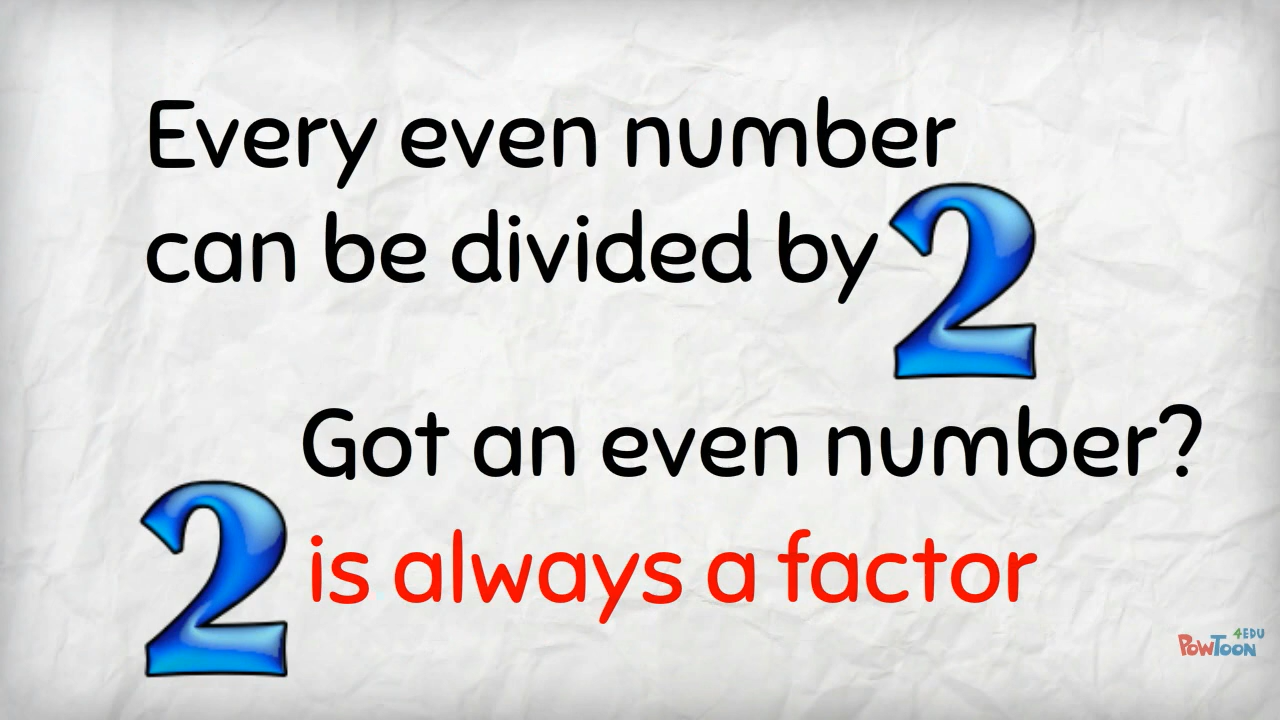 Every even number
can be divided by 2
Got an even number?
2 is always a factor
4EDU
PowToon